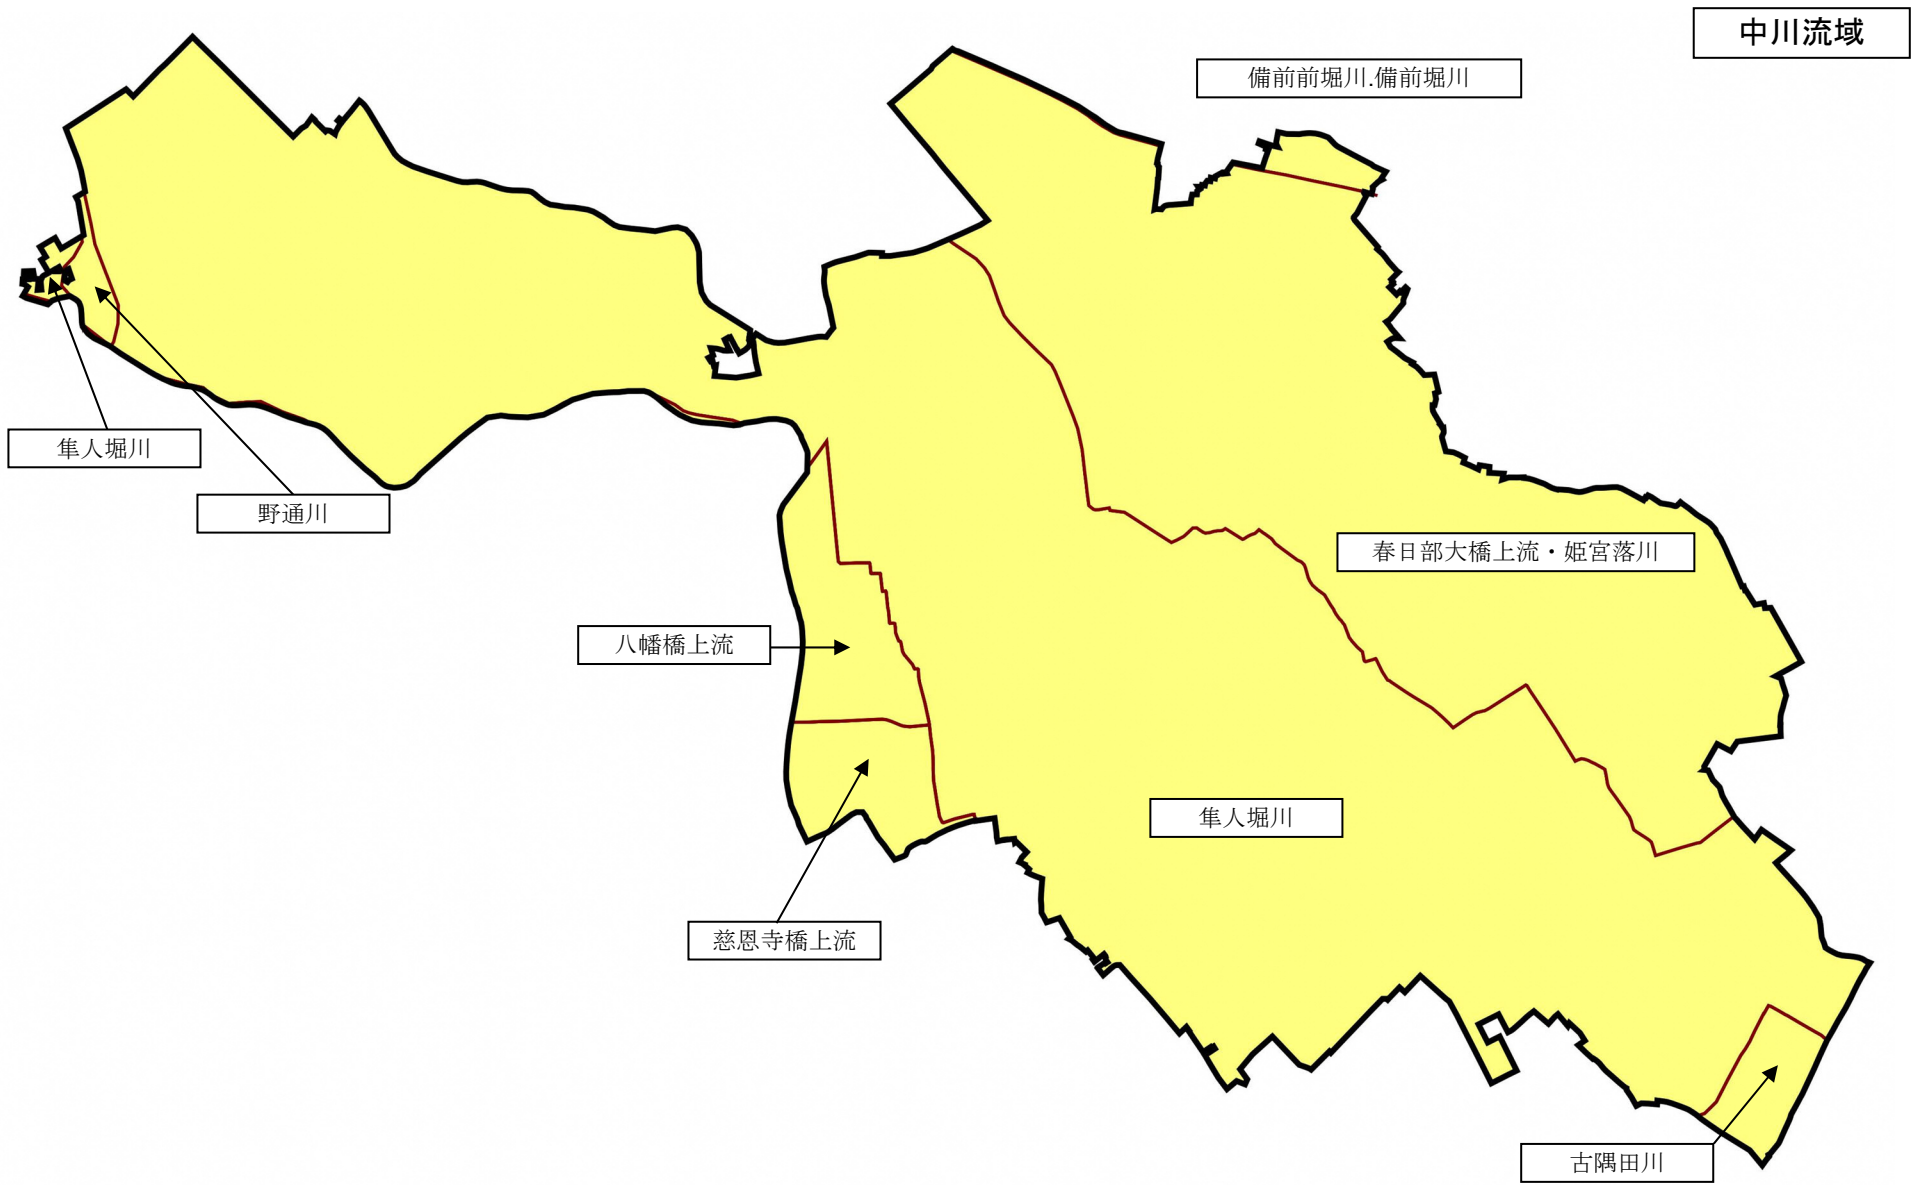 中川流域
備前前堀川.備前堀川
隼人堀川
野通川
春日部大橋上流・姫宮落川
八幡橋上流
隼人堀川
慈恩寺橋上流
古隅田川